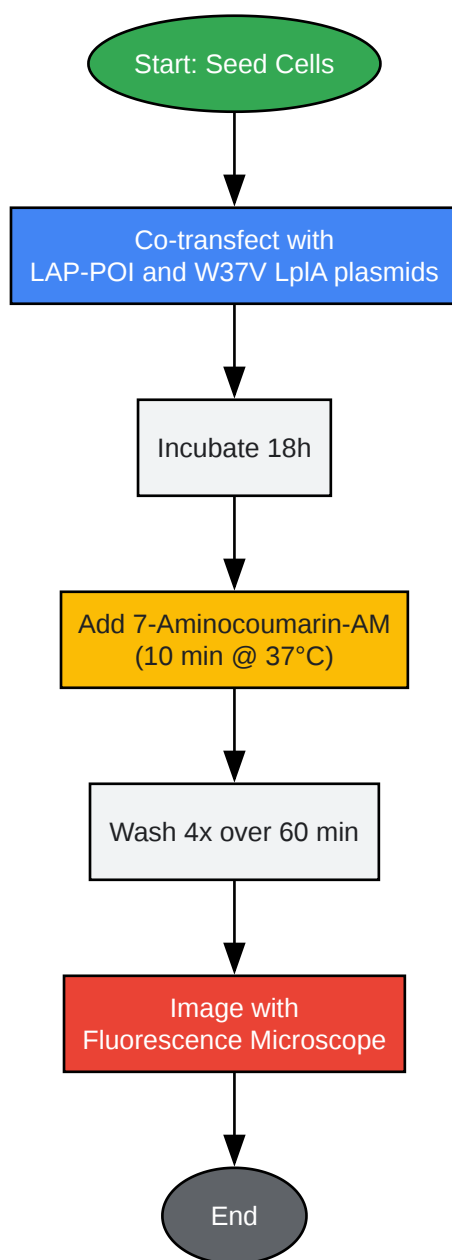 Start: Seed Cells
Co-transfect with
LAP-POI and W37V LplA plasmids
Incubate 18h
Add 7-Aminocoumarin-AM
(10 min @ 37°C)
Wash 4x over 60 min
Image with
Fluorescence Microscope
End